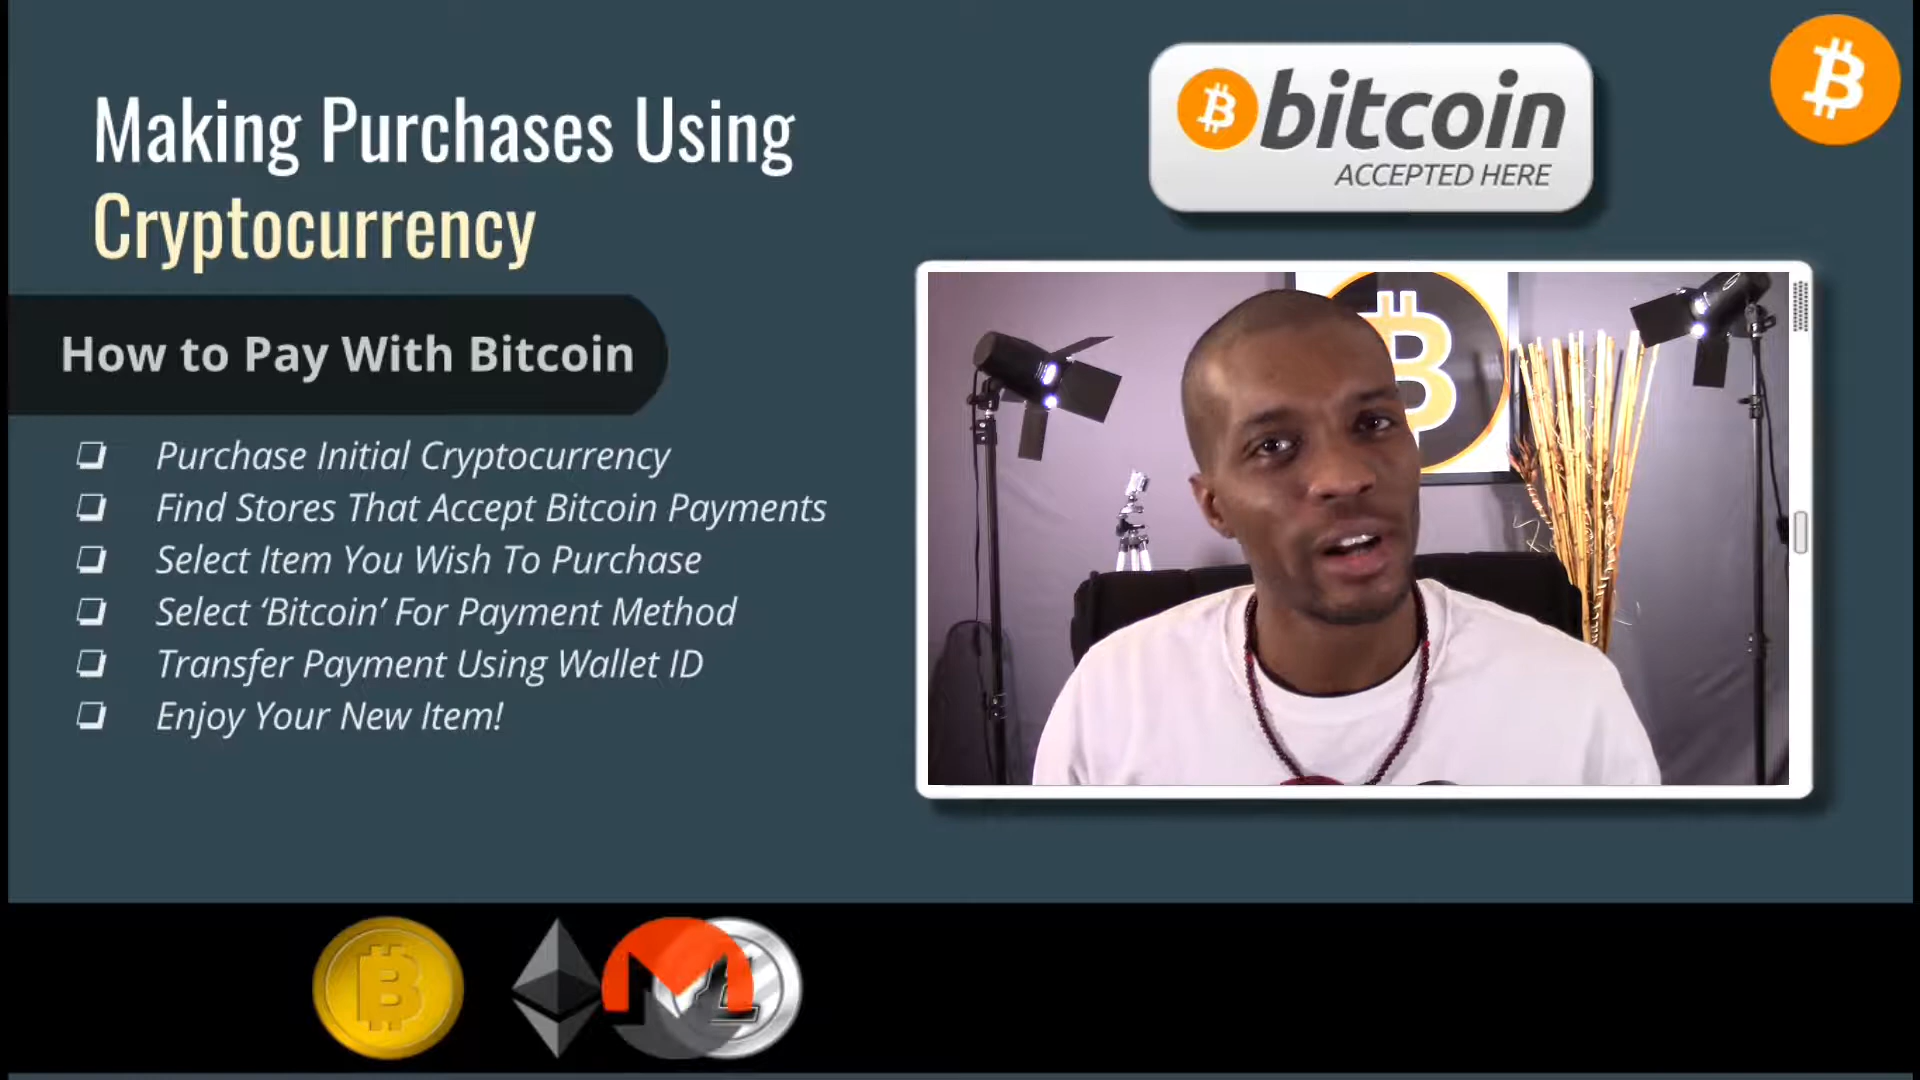 Making Purchases Using
Cryptocurrency
bitcoin
ACCEPTED HERE
How to Pay With Bitcoin
Purchase Initial Cryptocurrency
Find Stores That Accept Bitcoin Payments
Select Item You Wish To Purchase
Select ‘Bitcoin’ For Payment Method
Transfer Payment Using Wallet ID
Enjoy Your New Item!